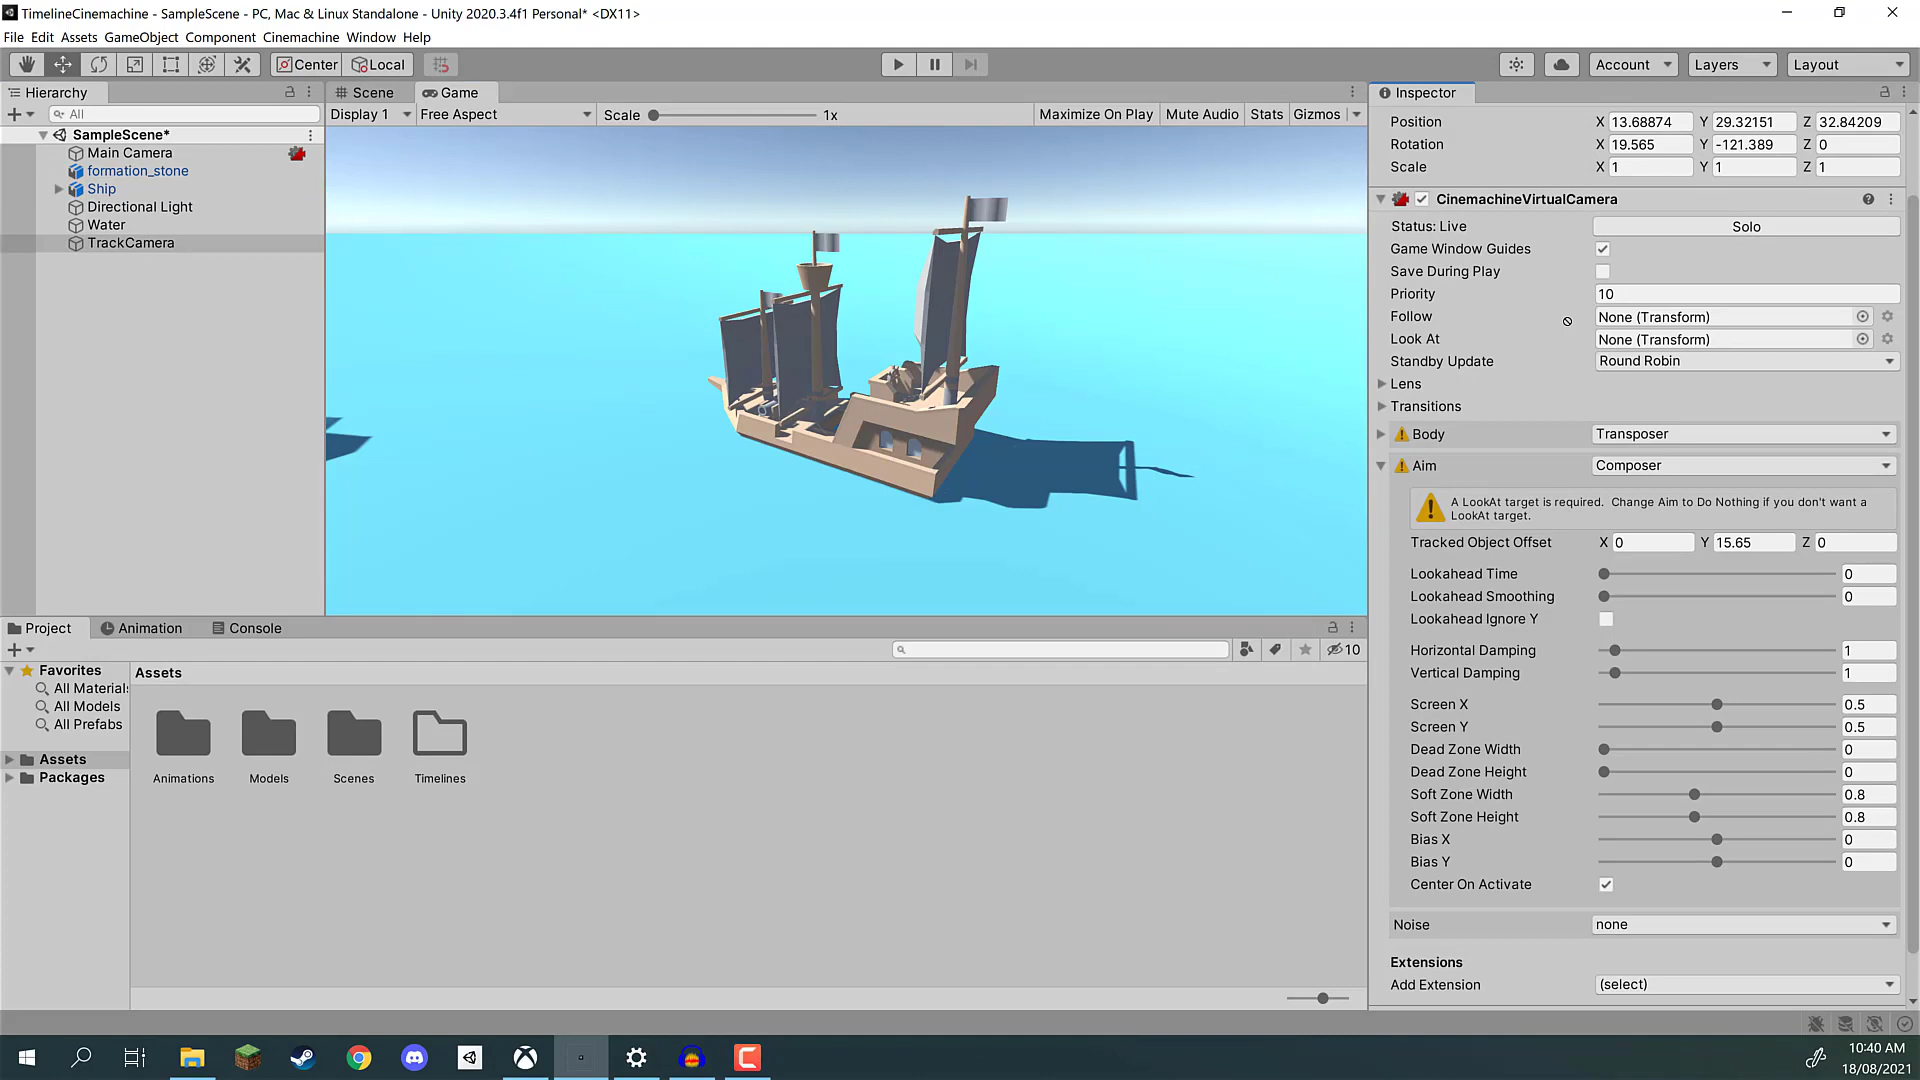 TimelineCinemachine - SampleScene - PC, Mac & Linux Standalone - Unity 2020.3.4f1 Personal* <DX11>
File Edit Assets GameObject Component Cinemachine Window Help
Center Local Account Layers Layout
Hierarchy
All
SampleScene*
Main Camera
formation_stone
Ship
Directional Light
Water
TrackCamera
Scene Game
Display 1 Free Aspect Scale 1x Maximize On Play Mute Audio Stats Gizmos
Inspector
Position X 13.68874 Y 29.32151 Z 32.84209
Rotation X 19.565 Y -121.389 Z 0
Scale X 1 Y 1 Z 1
CinemachineVirtualCamera
Status: Live Solo
Game Window Guides
Save During Play
Priority 10
Follow None (Transform)
Look At None (Transform)
Standby Update Round Robin
Lens
Transitions
Body Transposer
Aim Composer
A LookAt target is required. Change Aim to Do Nothing if you don't want a
LookAt target.
Tracked Object Offset X 0 Y 15.65 Z 0
Lookahead Time 0
Lookahead Smoothing 0
Lookahead Ignore Y
Horizontal Damping 1
Vertical Damping 1
Screen X 0.5
Screen Y 0.5
Dead Zone Width 0
Dead Zone Height 0
Soft Zone Width 0.8
Soft Zone Height 0.8
Bias X 0
Bias Y 0
Center On Activate
Noise none
Extensions
Add Extension (select)
Project Animation Console
10
Favorites
All Materials
All Models
All Prefabs
Assets
Packages
Assets
Animations Models Scenes Timelines
10:40 AM
18/08/2021